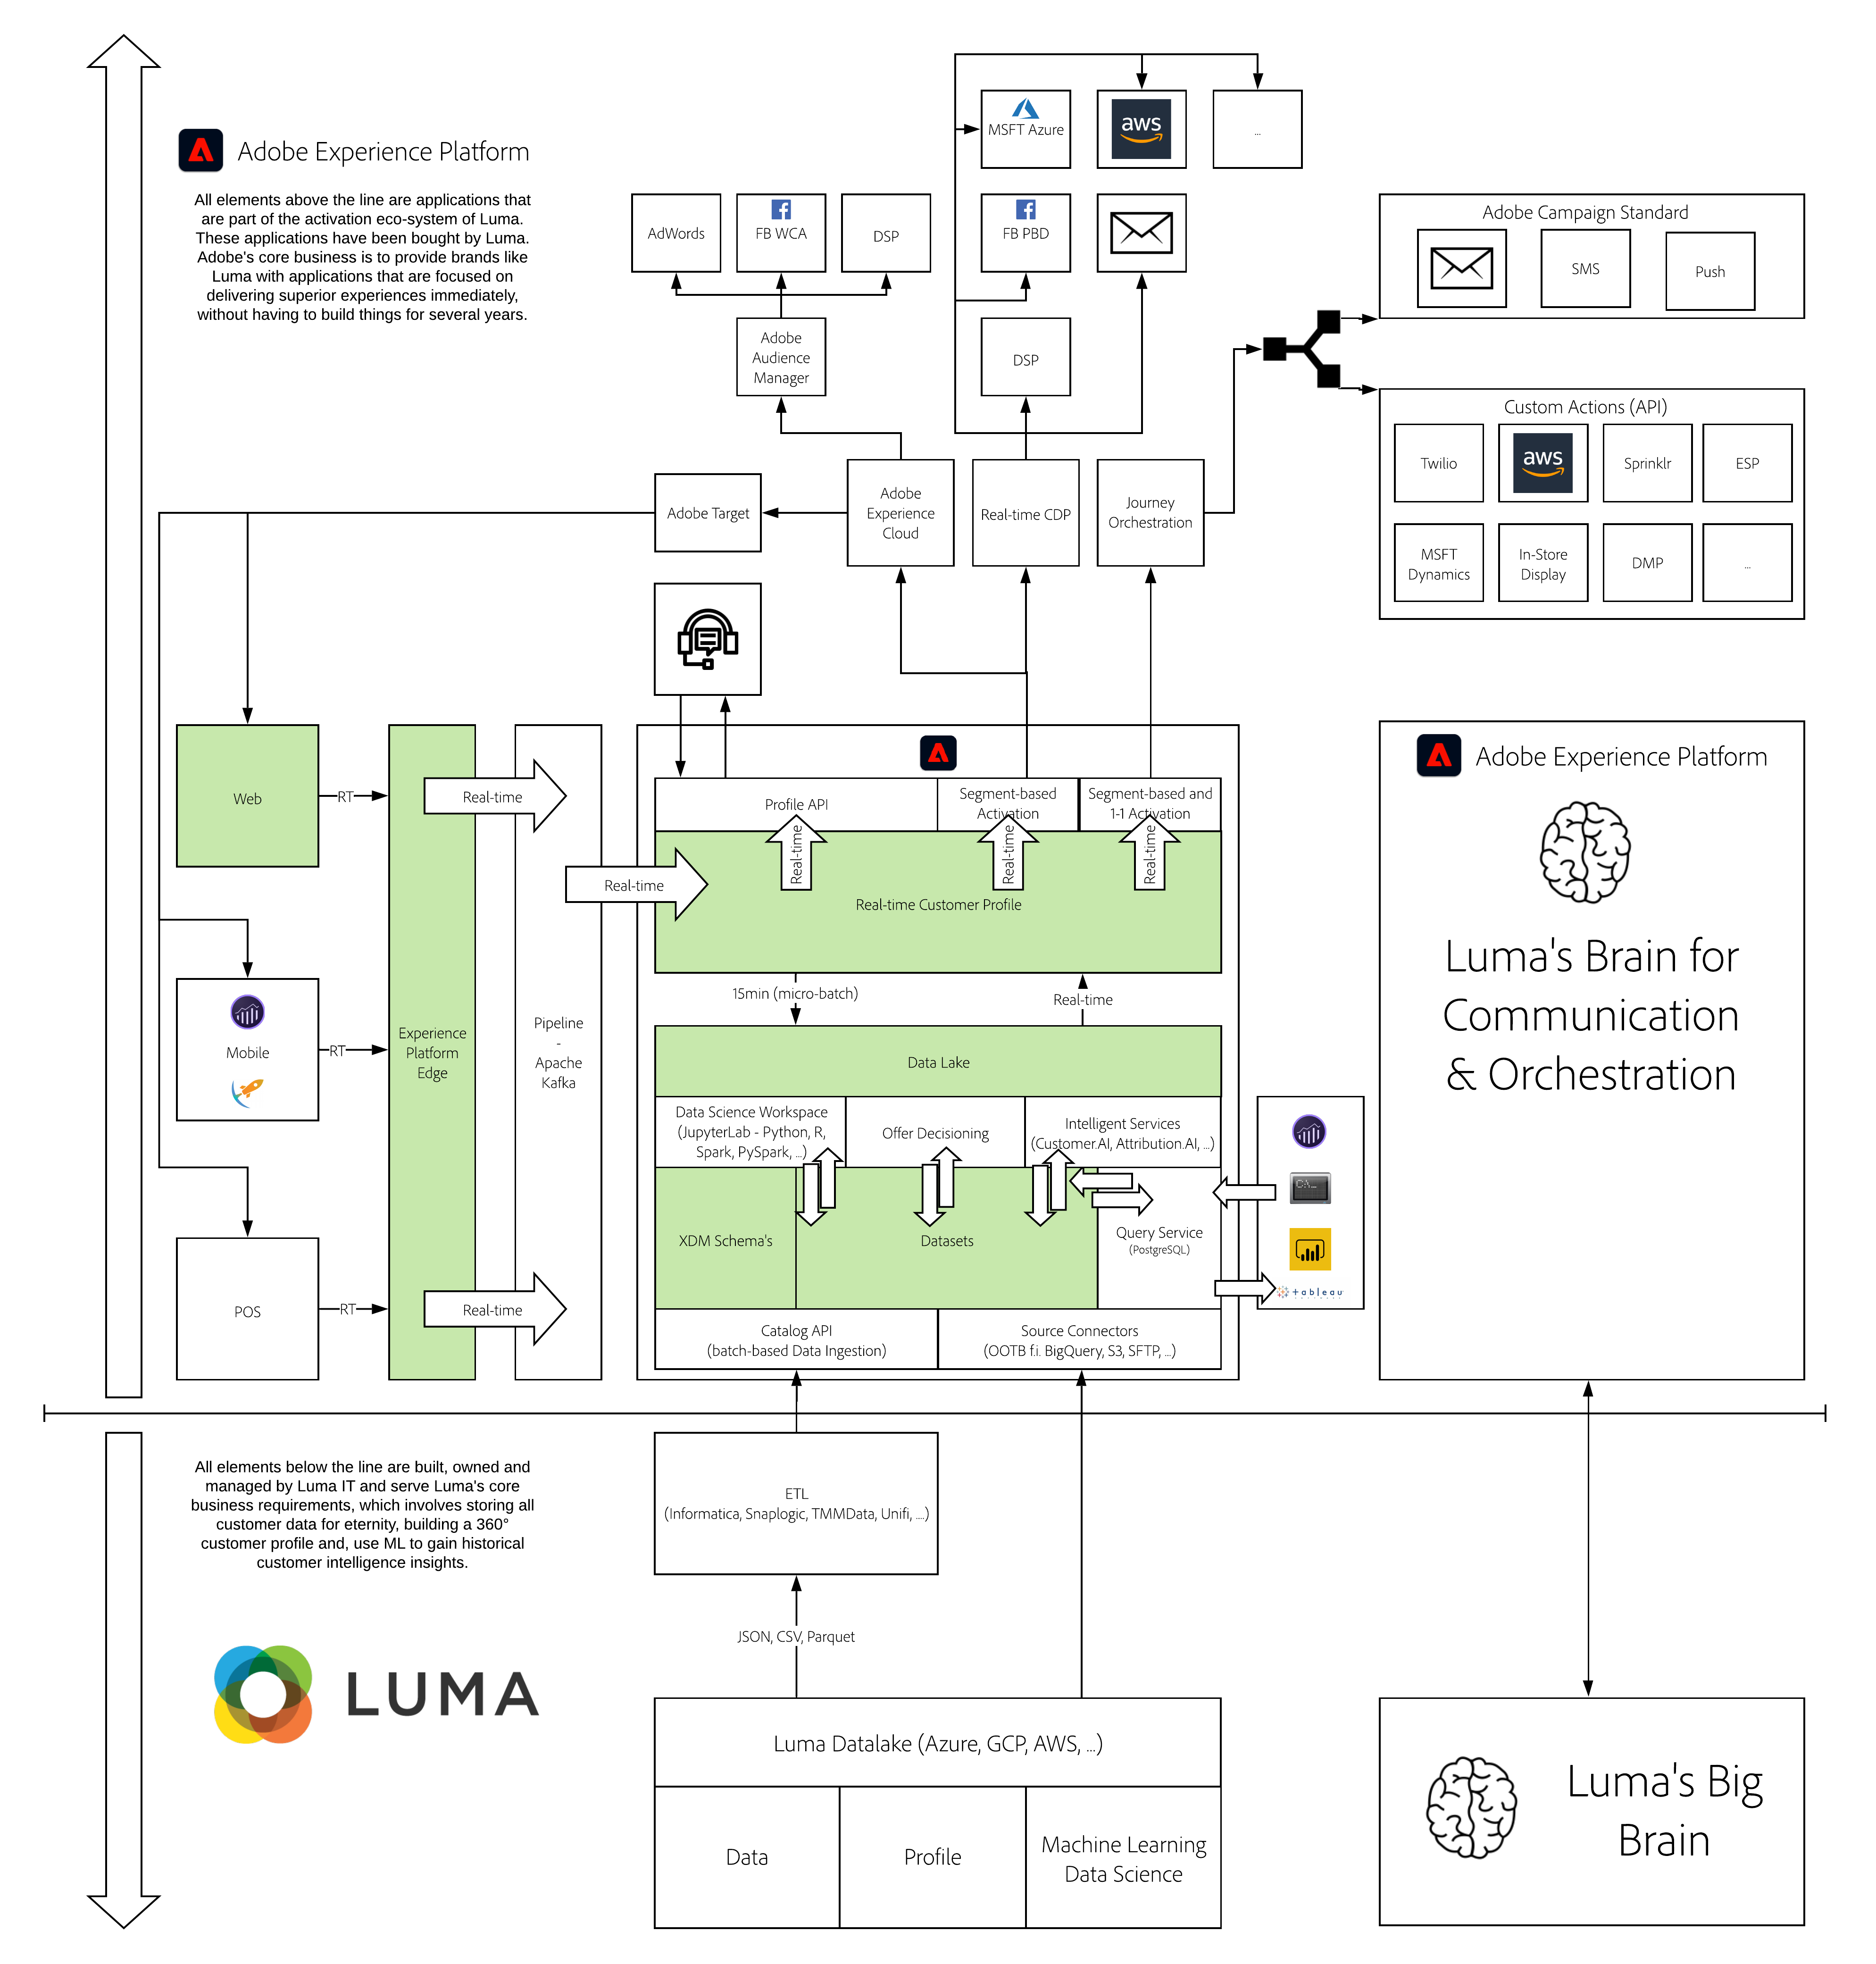 Adobe Experience Platform
All elements above the line are applications that
are part of the activation eco-system of Luma.
These applications have been bought by Luma.
Adobe's core business is to provide brands like
Luma with applications that are focused on
delivering superior experiences immediately,
without having to build things for several years.
MSFT Azure
aws
...
AdWords
FB WCA
DSP
FB PBD
Adobe
Audience
Manager
DSP
Adobe Campaign Standard
SMS
Push
Custom Actions (API)
Twilio
aws
Sprinklr
ESP
MSFT
Dynamics
In-Store
Display
DMP
...
Adobe Target
Adobe
Experience
Cloud
Real-time CDP
Journey
Orchestration
Web
RT
Real-time
Mobile
RT
Experience
Platform
Edge
Pipeline
-
Apache
Kafka
POS
RT
Real-time
Real-time
Profile API
Segment-based
Activation
Segment-based and
1-1 Activation
Real-time
Real-time
Real-time
Real-time Customer Profile
15min (micro-batch)
Real-time
Data Lake
Data Science Workspace
(JupyterLab - Python, R,
Spark, PySpark, ...)
Offer Decisioning
Intelligent Services
(Customer.AI, Attribution.AI, ...)
XDM Schema's
Datasets
Query Service
(PostgreSQL)
Catalog API
(batch-based Data Ingestion)
Source Connectors
(OOTB f.i. BigQuery, S3, SFTP, ...)
C:\_
+ableau
Adobe Experience Platform
Luma's Brain for
Communication
& Orchestration
All elements below the line are built, owned and
managed by Luma IT and serve Luma's core
business requirements, which involves storing all
customer data for eternity, building a 360°
customer profile and, use ML to gain historical
customer intelligence insights.
LUMA
ETL
(Informatica, Snaplogic, TMMData, Unifi, ....)
JSON, CSV, Parquet
Luma Datalake (Azure, GCP, AWS, ...)
Data
Profile
Machine Learning
Data Science
Luma's Big
Brain